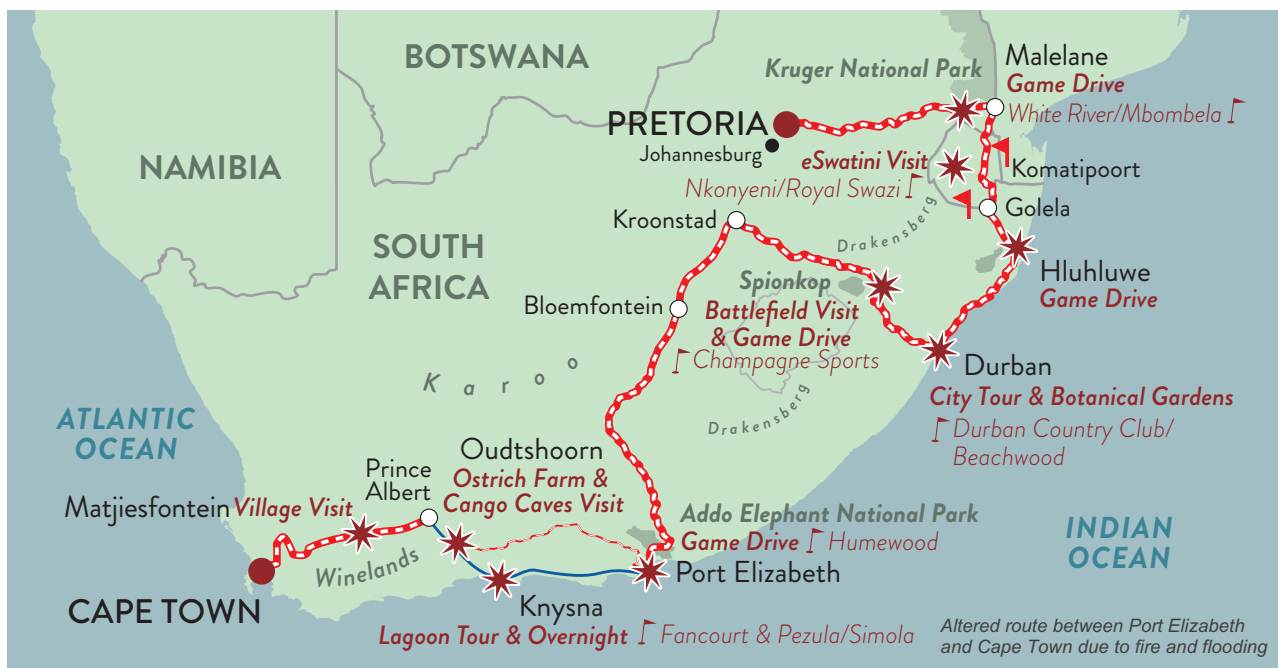 BOTSWANA
Kruger National Park
Malelane
Game Drive
White River/Mbombela
PRETORIA
Johannesburg
NAMIBIA
eSwatini Visit
Nkonyeni/Royal Swazi
Komatipoort
Golela
Kroonstad
Drakensberg
SOUTH
AFRICA
Hluhluwe
Game Drive
Spionkop
Battlefield Visit
& Game Drive
Champagne Sports
Bloemfontein
Durban
City Tour & Botanical Gardens
Durban Country Club/
Beachwood
Karoo
Drakensberg
ATLANTIC
OCEAN
Oudtshoorn
Ostrich Farm &
Cango Caves Visit
Prince
Albert
Matjiesfontein Village Visit
Addo Elephant National Park
Game Drive Humewood
Port Elizabeth
INDIAN
OCEAN
Winelands
CAPE TOWN
Knysna
Lagoon Tour & Overnight Fancourt & Pezula/Simola
Altered route between Port Elizabeth
and Cape Town due to fire and flooding